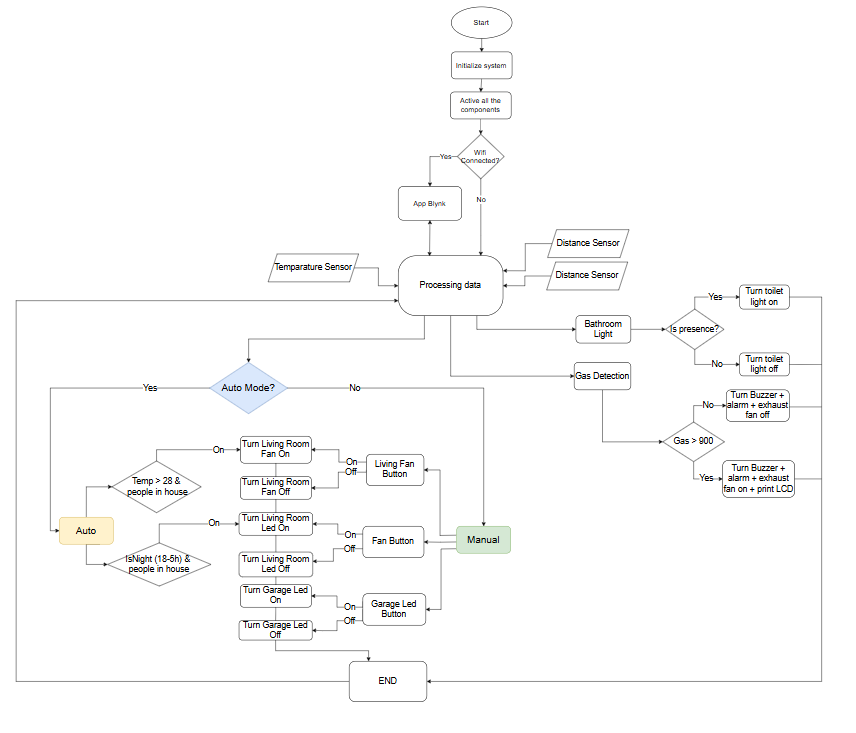 Start
Initialize system
Active all the
components
Wifi
Connected?
Yes
No
App Blynk
Distance Sensor
Distance Sensor
Temparature Sensor
Processing data
Bathroom
Light
Is presence?
Yes
Turn toilet
light on
No
Turn toilet
light off
Gas Detection
Gas > 900
No
Turn Buzzer +
alarm + exhaust
fan off
Yes
Turn Buzzer +
alarm + exhaust
fan on + print LCD
Auto Mode?
Yes
No
Auto
Temp > 28 &
people in house
On
IsNight (18-5h) &
people in house
On
Turn Living Room
Fan On
Turn Living Room
Fan Off
Turn Living Room
Led On
Turn Living Room
Led Off
Turn Garage Led
On
Turn Garage Led
Off
On
Off
Living Fan
Button
On
Off
Fan Button
On
Off
Garage Led
Button
Manual
END